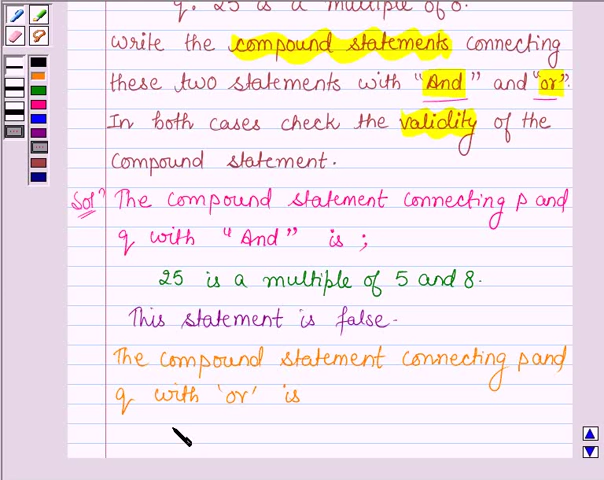 q. 25 is a multiple of 8.
Write the compound statements connecting
these two statements with "And" and "or".
In both cases check the validity of the
compound statement.
Solⁿ The compound statement connecting p and
q with "And" is ;
25 is a multiple of 5 and 8.
This statement is false.
The compound statement connecting p and
q with 'or' is